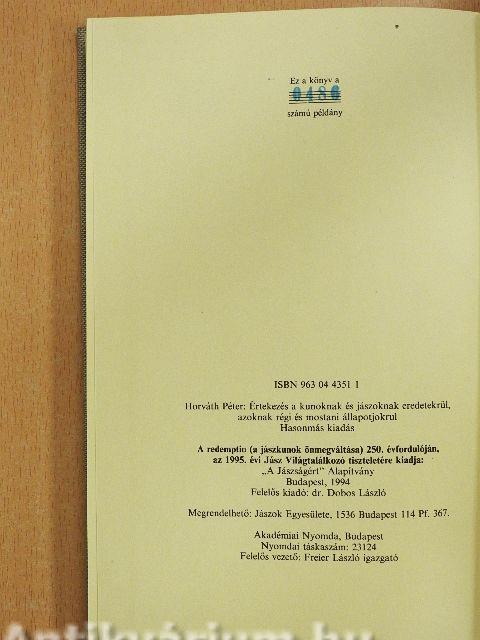 Ez a könyv a
0486
számú példány
ISBN 963 04 4351 1
Horváth Péter: Értekezés a kunoknak és jászoknak eredetekrül,
azoknak régi és mostani állapotjokrul
Hasonmás kiadás
A redemptio (a jászkunok önmegváltása) 250. évfordulóján,
az 1995. évi Jász Világtalálkozó tiszteletére kiadja:
„A Jászságért" Alapítvány
Budapest, 1994
Felelős kiadó: dr. Dobos László
Megrendelhető: Jászok Egyesülete, 1536 Budapest 114 Pf. 367.
Akadémiai Nyomda, Budapest
Nyomdai táskaszám: 23124
Felelős vezető: Freier László igazgató
Antikvárium.hu